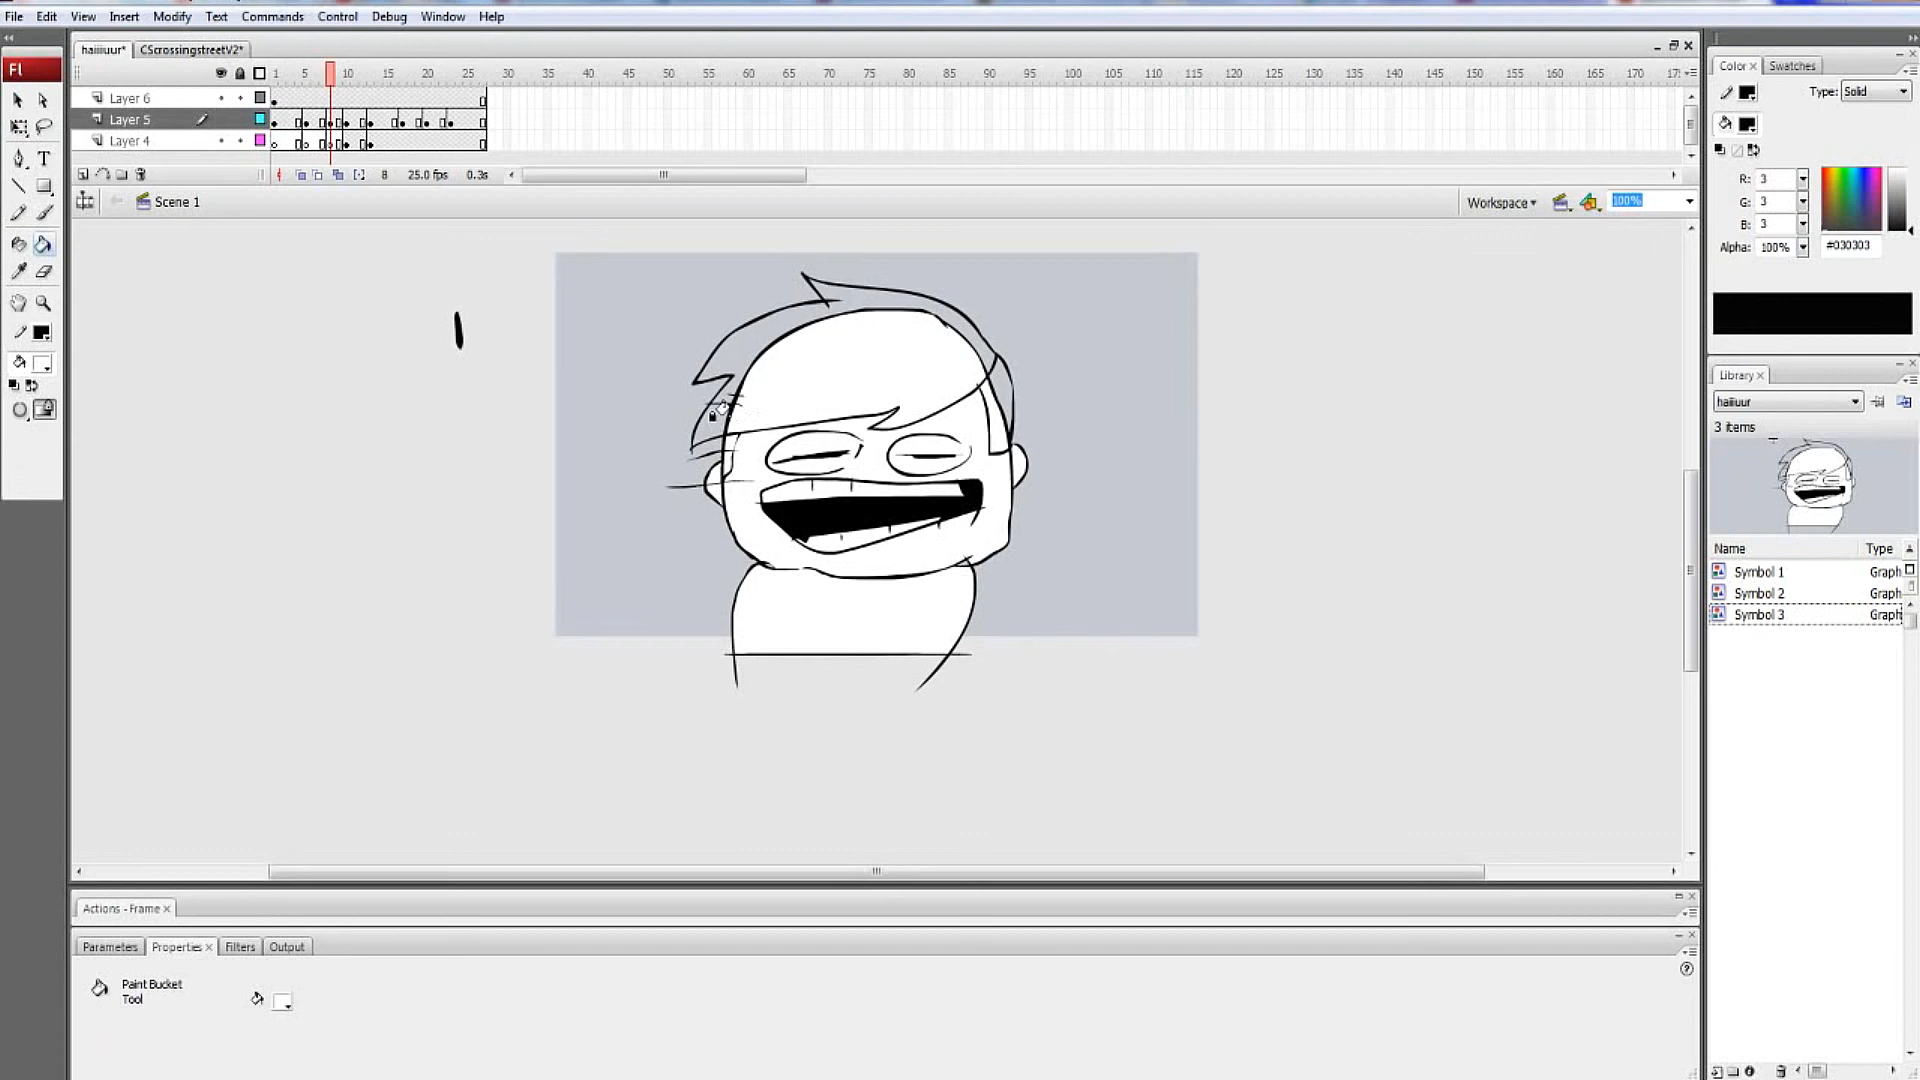 File Edit View Insert Modify Text Commands Control Debug Window Help
haiiiuur* CScrossingstreetV2*
Fl
1 5 10 15 20 25 30 35 40 45 50 55 60 65 70 75 80 85 90 95 100 105 110 115 120 125 130 135 140 145 150 155 160 165 170
Layer 6
Layer 5
Layer 4
8 25.0 fps 0.3s
Scene 1 Workspace 100%
Color Swatches
Type: Solid
R: 3
G: 3
B: 3
Alpha: 100% #030303
Library
haiiuur
3 items
Name Type
Symbol 1 Graph
Symbol 2 Graph
Symbol 3 Graph
Actions - Frame
Parameters Properties Filters Output
Paint Bucket
Tool